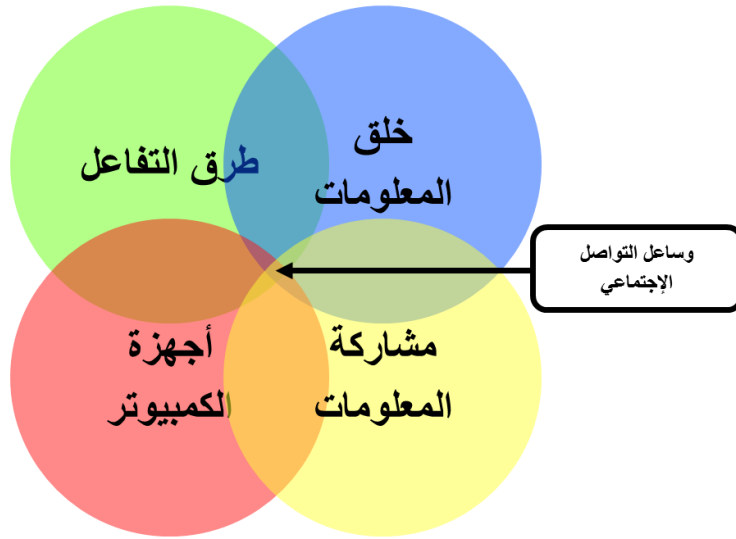 خلق
المعلومات
طرق التفاعل
وساعل التواصل
الإجتماعي
مشاركة
المعلومات
أجهزة
الكمبيوتر